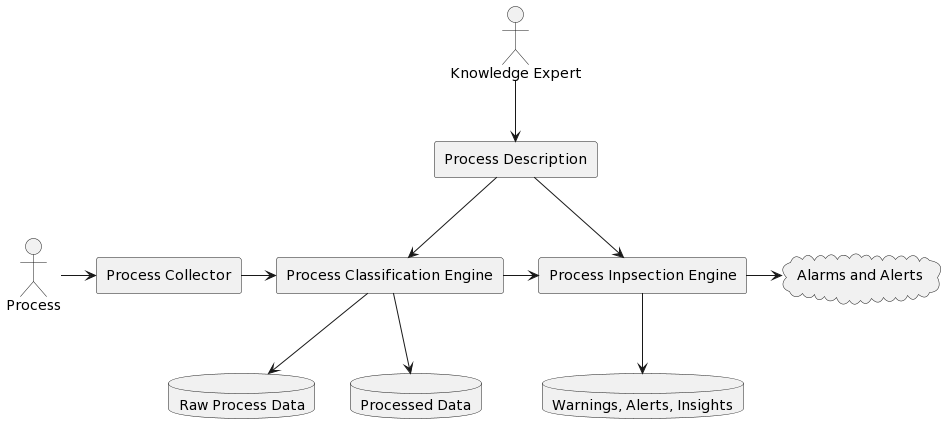 Knowledge Expert
Process Description
Process
Process Collector
Process Classification Engine
Process Inpsection Engine
Alarms and Alerts
Raw Process Data
Processed Data
Warnings, Alerts, Insights